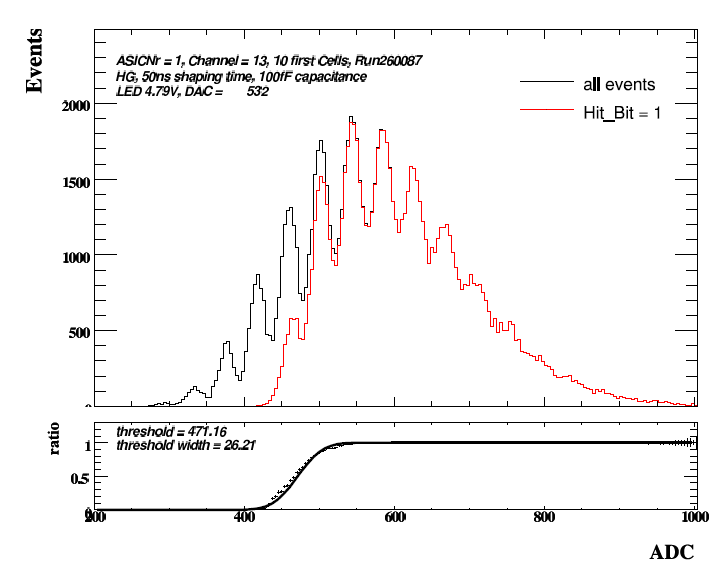 Events
ASICNr = 1, Channel = 13, 10 first Cells, Run260087
HG, 50ns shaping time, 100fF capacitance
LED 4.79V, DAC = 532
all events
Hit_Bit = 1
2000
1500
1000
500
0
ratio
threshold = 471.16
threshold width = 26.21
1
0.5
0
200 400 600 800 1000
ADC